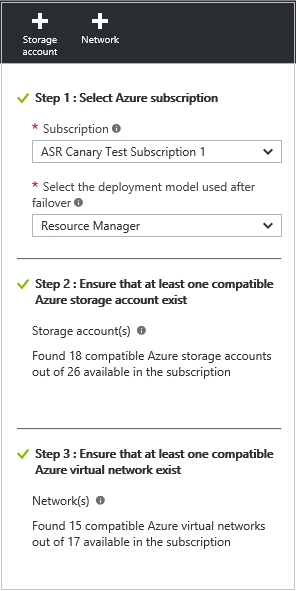 Storage
account
Network
Step 1 : Select Azure subscription
* Subscription
ASR Canary Test Subscription 1
* Select the deployment model used after
failover
Resource Manager
Step 2 : Ensure that at least one compatible
Azure storage account exist
Storage account(s)
Found 18 compatible Azure storage accounts
out of 26 available in the subscription
Step 3 : Ensure that at least one compatible
Azure virtual network exist
Network(s)
Found 15 compatible Azure virtual networks
out of 17 available in the subscription